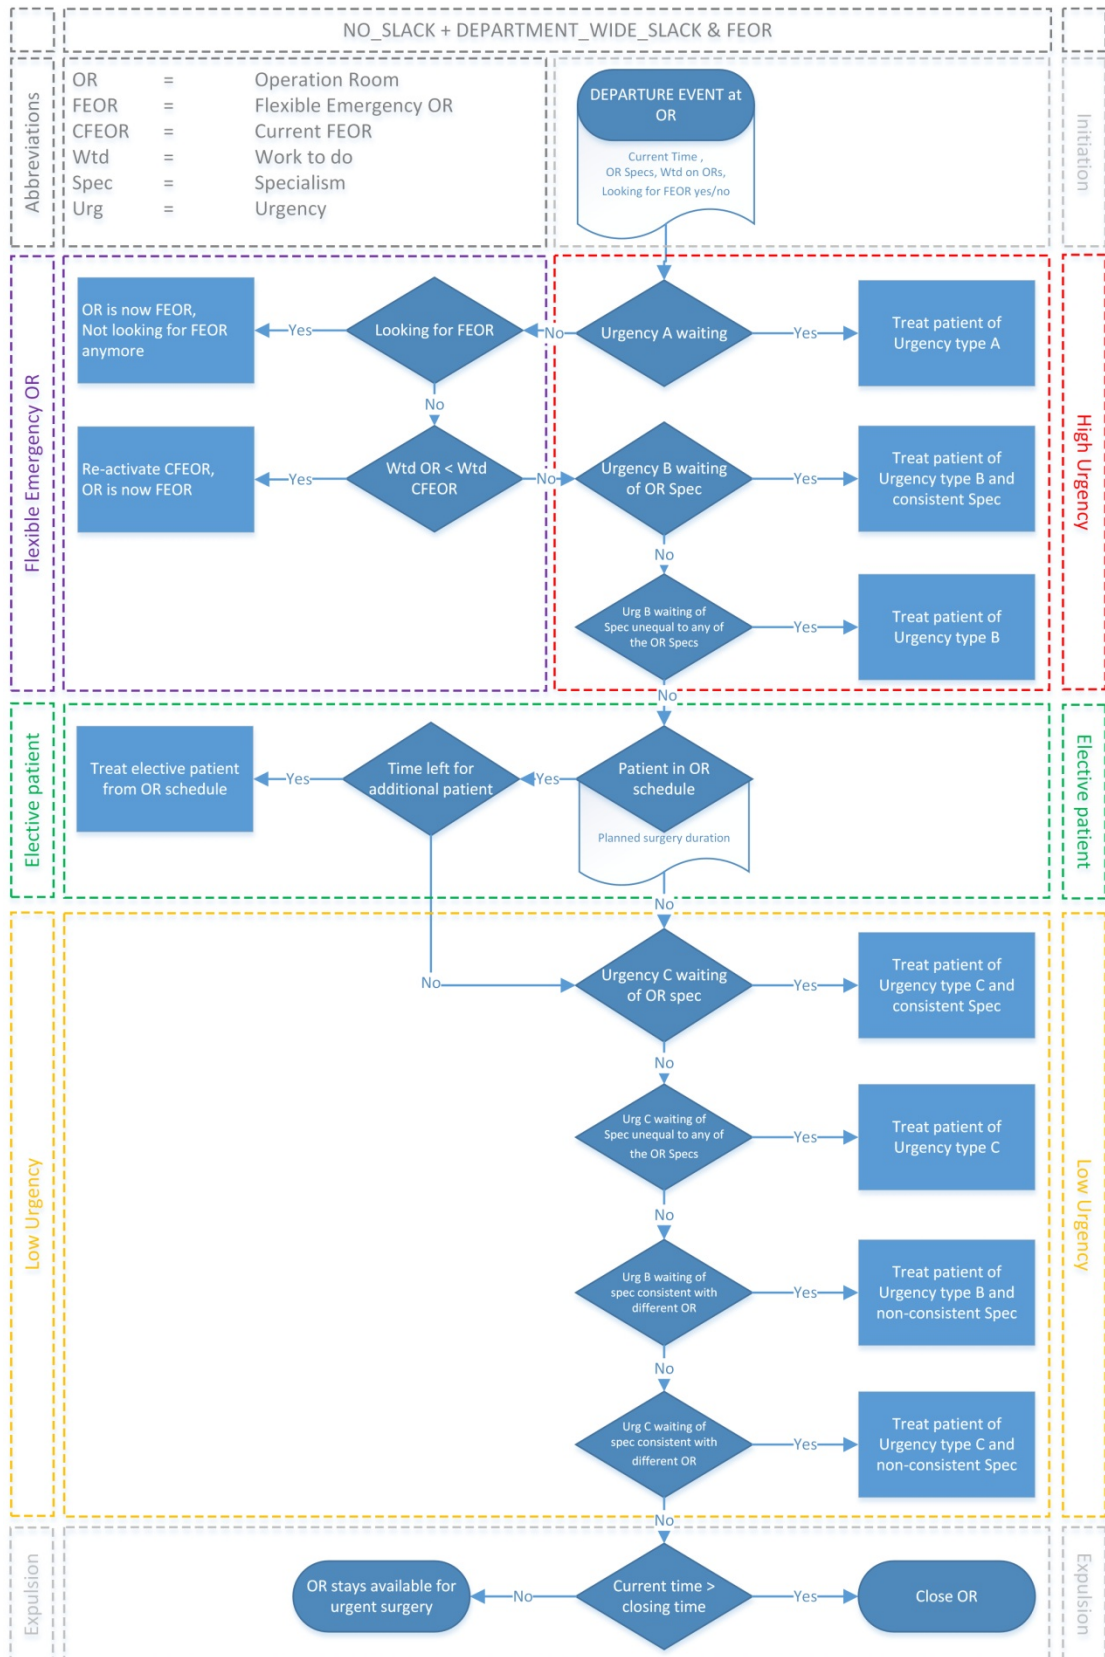 NO_SLACK + DEPARTMENT_WIDE_SLACK & FEOR
Abbreviations
OR = Operation Room
FEOR = Flexible Emergency OR
CFEOR = Current FEOR
Wtd = Work to do
Spec = Specialism
Urg = Urgency
DEPARTURE EVENT at
OR
Current Time ,
OR Specs, Wtd on ORs,
Looking for FEOR yes/no
Initiation
Flexible Emergency OR
OR is now FEOR,
Not looking for FEOR
anymore
Yes
Looking for FEOR
No
Urgency A waiting
Yes
Treat patient of
Urgency type A
High Urgency
No
Re-activate CFEOR,
OR is now FEOR
Yes
Wtd OR < Wtd
CFEOR
No
Urgency B waiting
of OR Spec
Yes
Treat patient of
Urgency type B and
consistent Spec
No
Urg B waiting of
Spec unequal to any of
the OR Specs
Yes
Treat patient of
Urgency type B
No
Elective patient
Treat elective patient
from OR schedule
Yes
Time left for
additional patient
Yes
Patient in OR
schedule
Planned surgery duration
Elective patient
No
Low Urgency
No
Urgency C waiting
of OR spec
Yes
Treat patient of
Urgency type C and
consistent Spec
Low Urgency
No
Urg C waiting of
Spec unequal to any of
the OR Specs
Yes
Treat patient of
Urgency type C
No
Urg B waiting of
spec consistent with
different OR
Yes
Treat patient of
Urgency type B and
non-consistent Spec
No
Urg C waiting of
spec consistent with
different OR
Yes
Treat patient of
Urgency type C and
non-consistent Spec
No
Expulsion
OR stays available for
urgent surgery
No
Current time >
closing time
Yes
Close OR
Expulsion